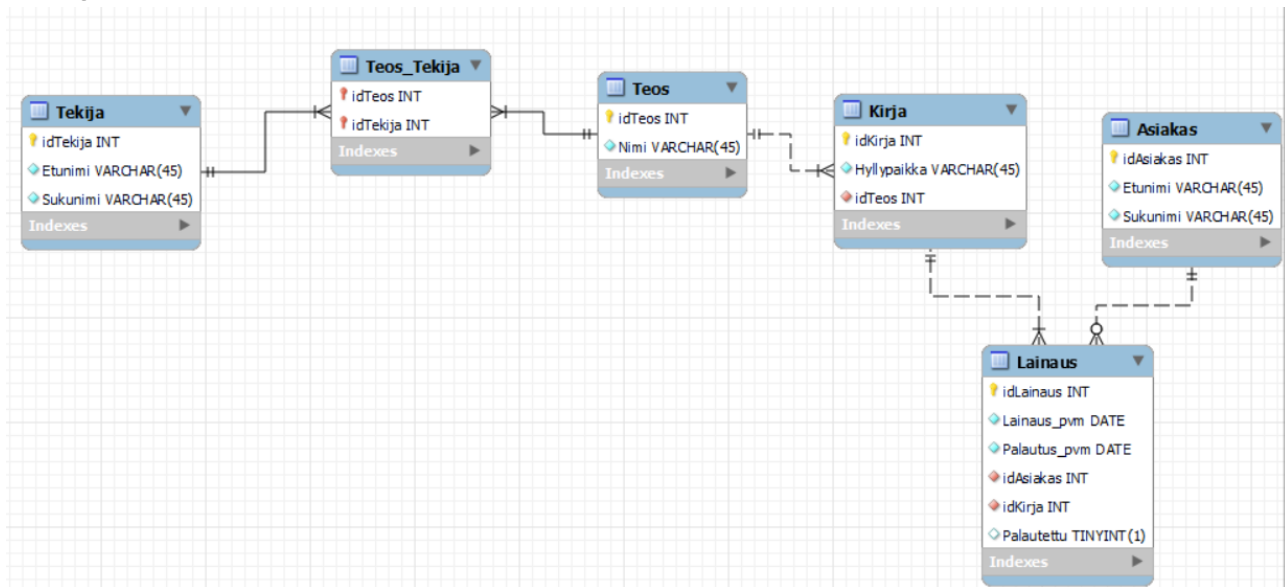 Tekija
idTekija INT
Etunimi VARCHAR(45)
Sukunimi VARCHAR(45)
Indexes
Teos_Tekija
idTeos INT
idTekija INT
Indexes
Teos
idTeos INT
Nimi VARCHAR(45)
Indexes
Kirja
idKirja INT
Hyllypaikka VARCHAR(45)
idTeos INT
Indexes
Asiakas
idAsiakas INT
Etunimi VARCHAR(45)
Sukunimi VARCHAR(45)
Indexes
Lainaus
idLainaus INT
Lainaus_pvm DATE
Palautus_pvm DATE
idAsiakas INT
idKirja INT
Palautettu TINYINT(1)
Indexes